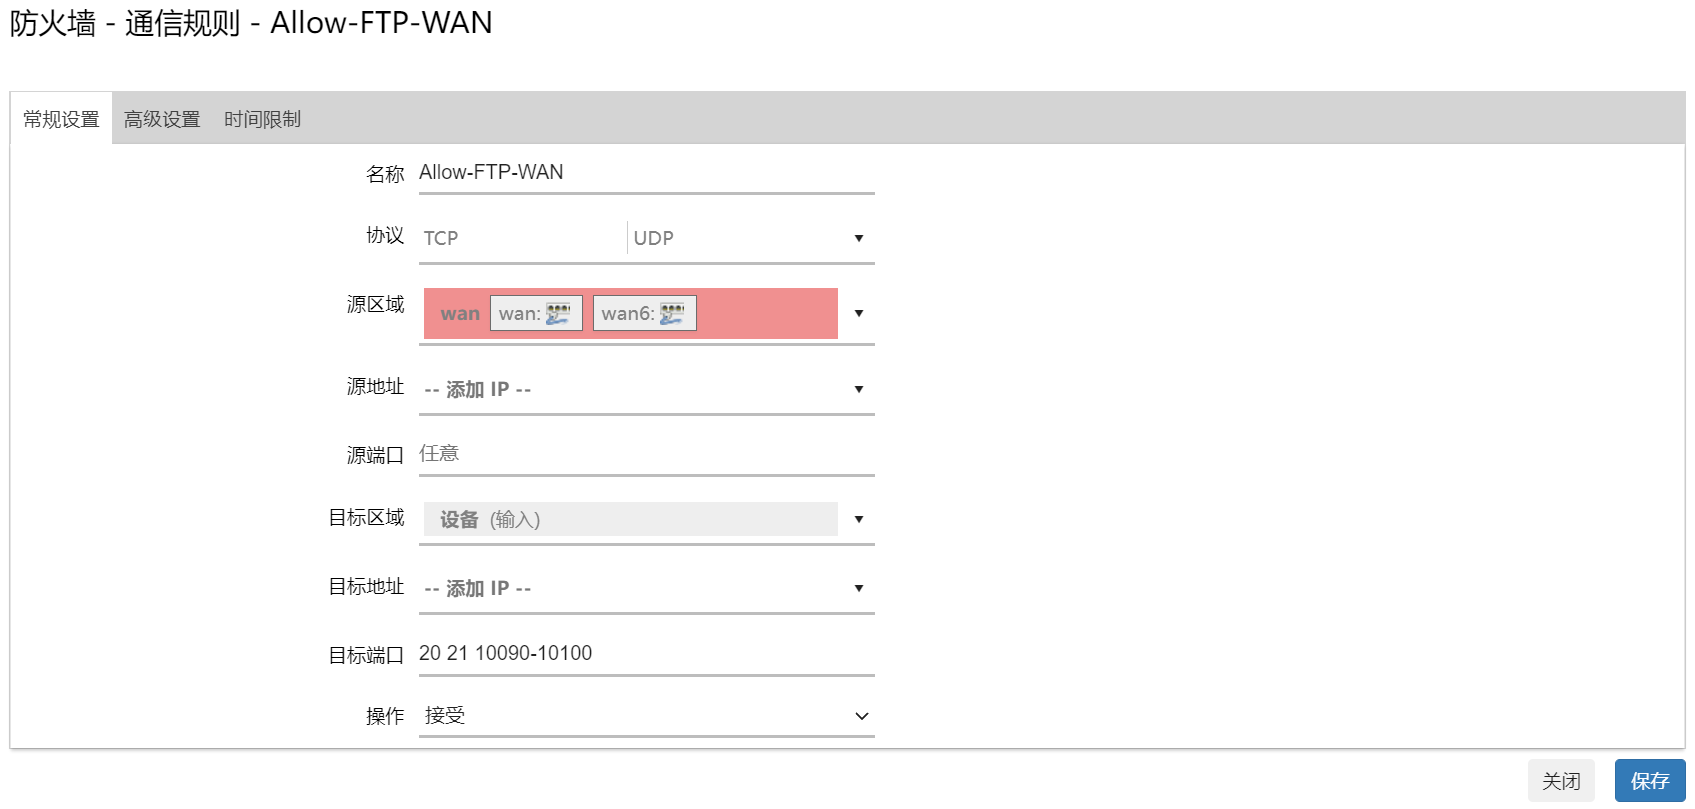 防火墙 - 通信规则 - Allow-FTP-WAN
常规设置 高级设置 时间限制
名称 Allow-FTP-WAN
协议 TCP UDP
源区域 wan wan: wan6:
源地址 -- 添加 IP --
源端口 任意
目标区域 设备 (输入)
目标地址 -- 添加 IP --
目标端口 20 21 10090-10100
操作 接受
关闭 保存